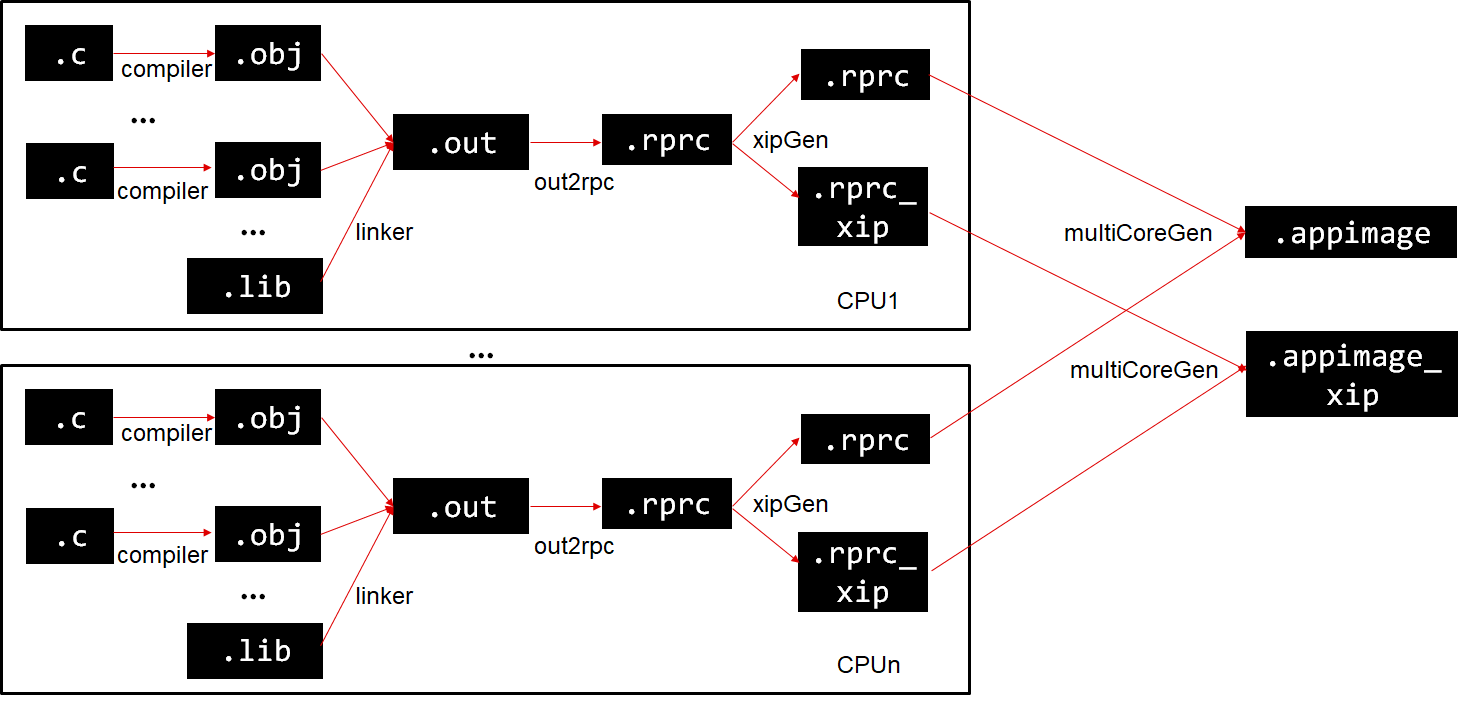 .c
compiler
.obj
...
.c
compiler
.obj
...
.lib
linker
.out
out2rpc
.rprc
xipGen
.rprc
.rprc_
xip
CPU1
...
.c
compiler
.obj
...
.c
compiler
.obj
...
.lib
linker
.out
out2rpc
.rprc
xipGen
.rprc
.rprc_
xip
CPUn
multiCoreGen
.appimage
multiCoreGen
.appimage_
xip